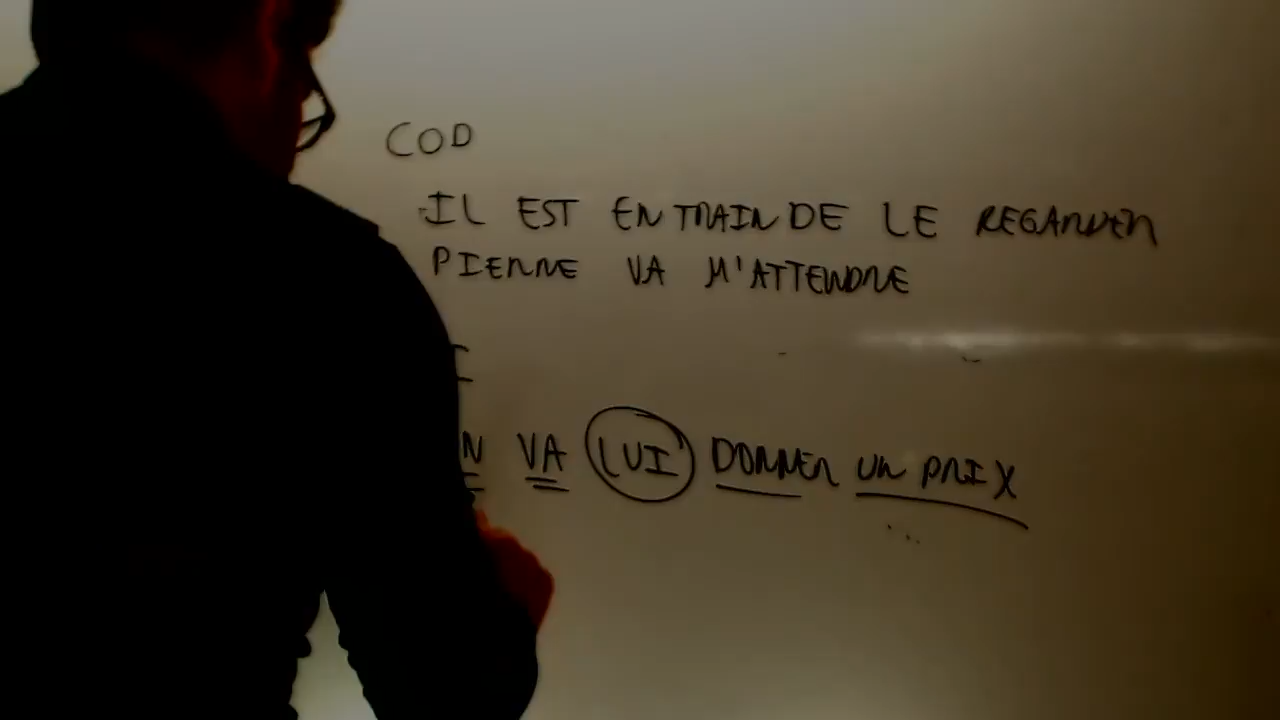 COD
IL EST EN TRAIN DE LE REGARDER
PIERRE VA M'ATTENDRE
VA LUI DONNER UN PRIX